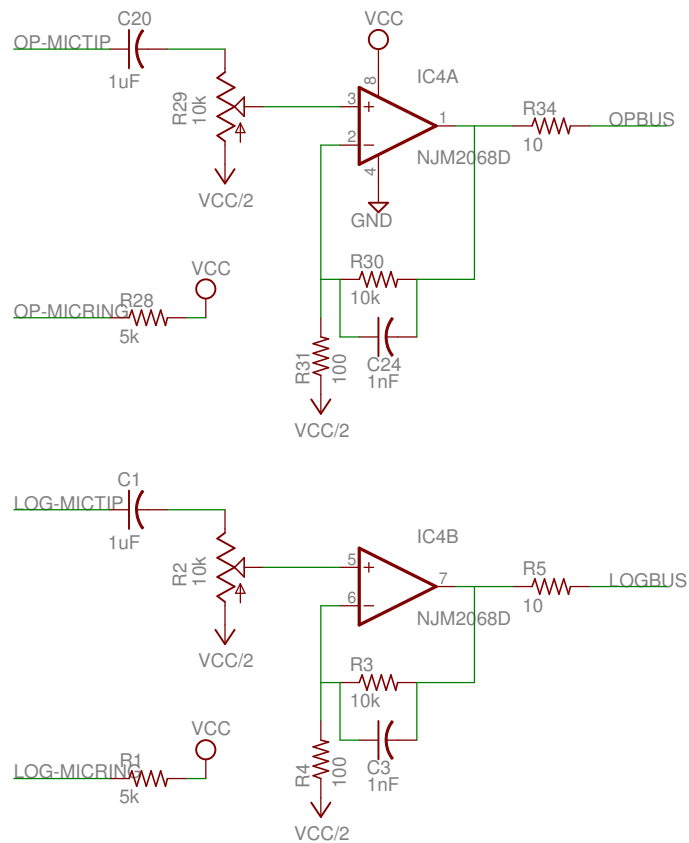 C20
VCC
OP-MICTIP
1uF
R29
10k
8
IC4A
3
1
R34
OPBUS
2
10
4
NJM2068D
VCC/2
GND
VCC
R30
10k
OP-MICRING
R28
5k
C24
1nF
R31
100
VCC/2
C1
LOG-MICTIP
1uF
R2
10k
IC4B
5
7
R5
LOGBUS
6
10
NJM2068D
VCC/2
R3
10k
VCC
LOG-MICRING
R1
5k
C3
1nF
R4
100
VCC/2